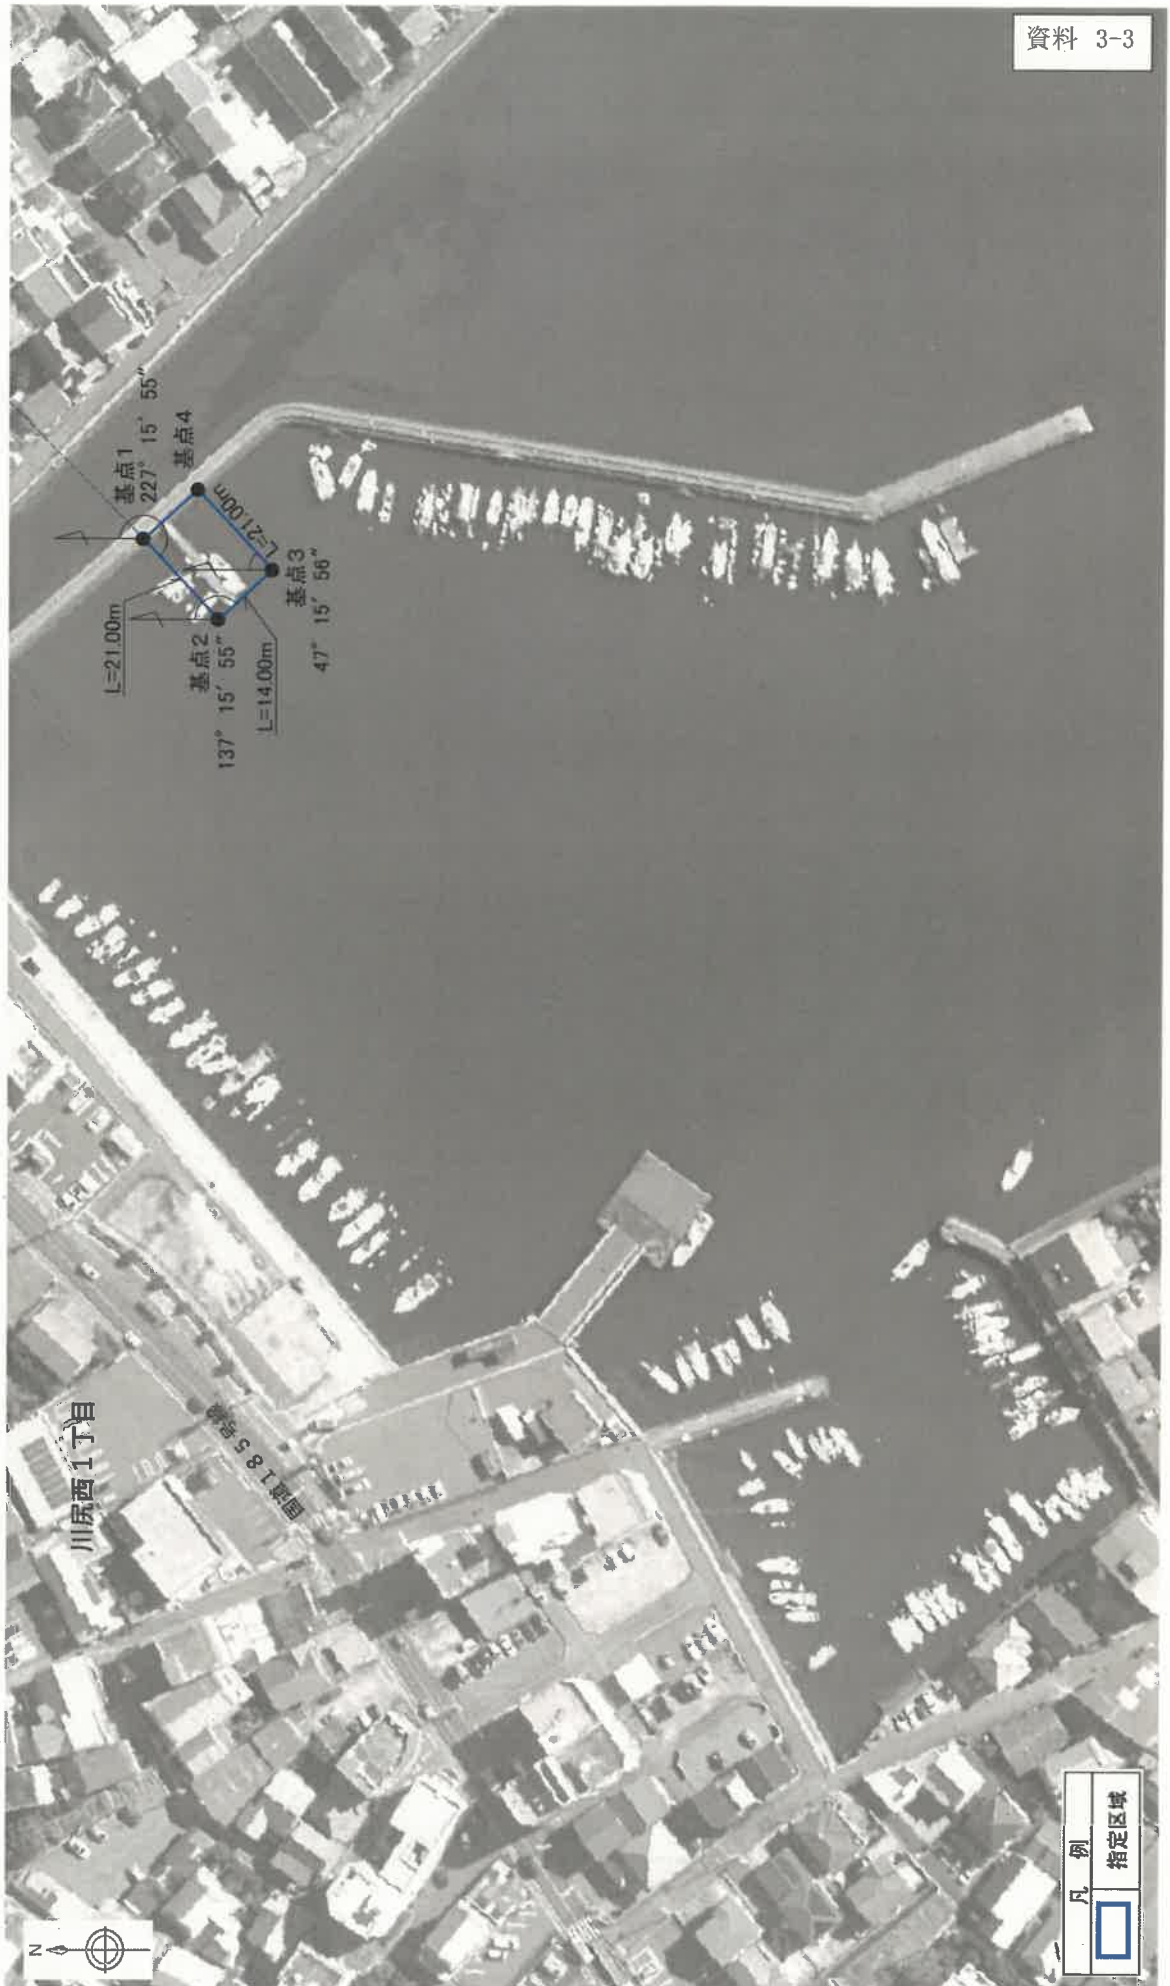 資料 3-3
基点1
227° 15′ 55″
基点4
L=21.00m
L=21.00m
基点2
137° 15′ 55″
L=14.00m
基点3
47° 15′ 56″
川尻西1丁目
国道185号線
N
凡 例
指定区域